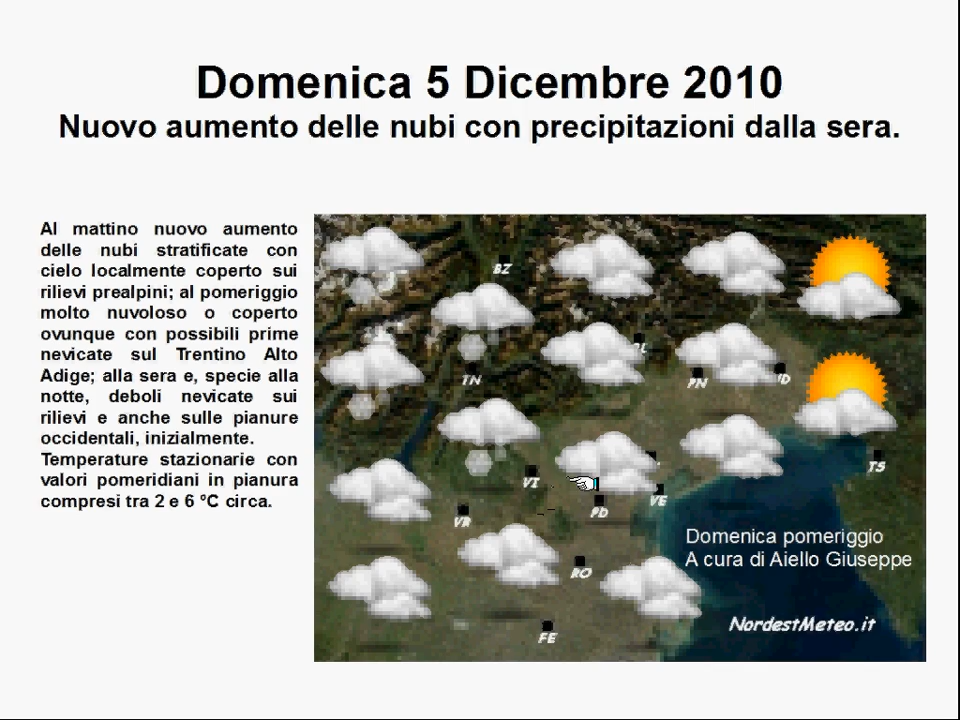 Domenica 5 Dicembre 2010
Nuovo aumento delle nubi con precipitazioni dalla sera.
Al mattino nuovo aumento
delle nubi stratificate con
cielo localmente coperto sui
rilievi prealpini; al pomeriggio
molto nuvoloso o coperto
ovunque con possibili prime
nevicate sul Trentino Alto
Adige; alla sera e, specie alla
notte, deboli nevicate sui
rilievi e anche sulle pianure
occidentali, inizialmente.
Temperature stazionarie con
valori pomeridiani in pianura
compresi tra 2 e 6 °C circa.
BZ
TN
PN
TS
VI
VE
PD
VR
RO
FE
Domenica pomeriggio
A cura di Aiello Giuseppe
NordestMeteo.it